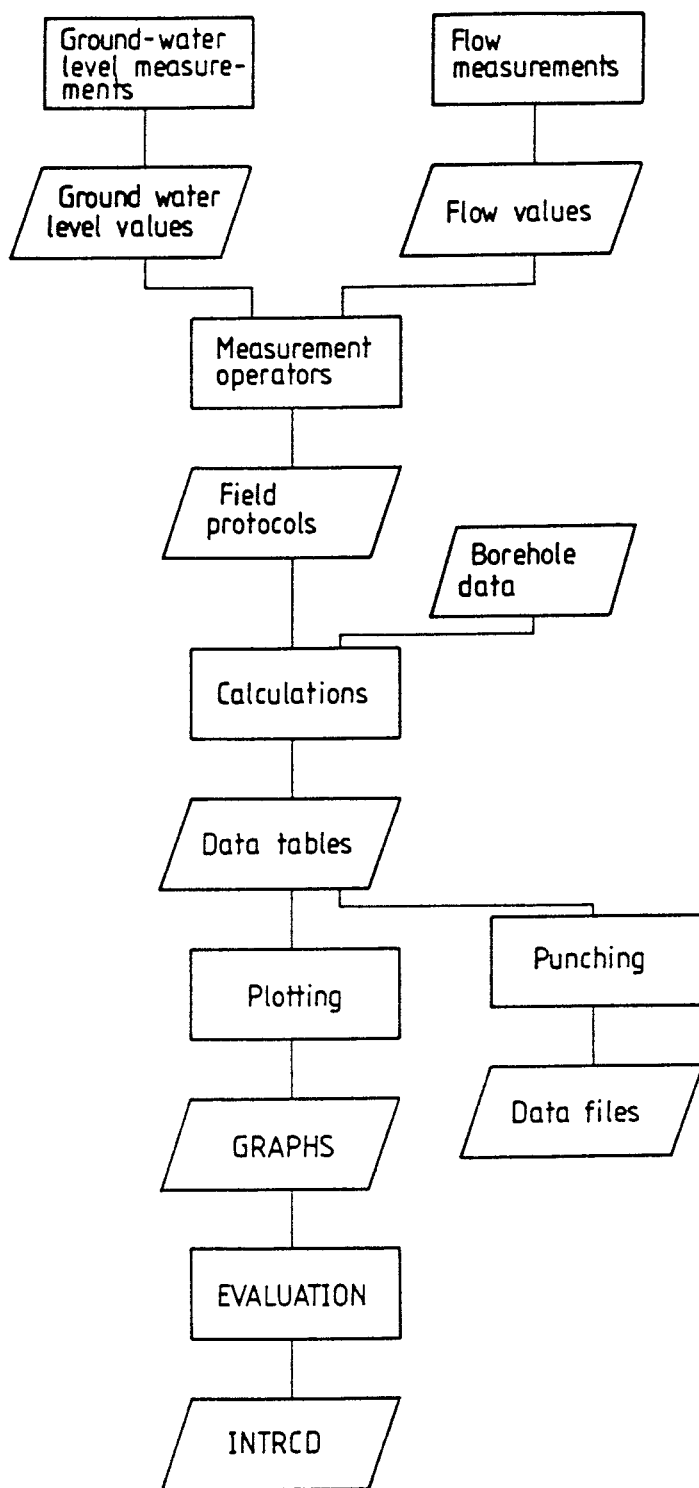 Ground-water
level measure-
ments
Flow
measurements
Ground water
level values
Flow values
Measurement
operators
Field
protocols
Borehole
data
Calculations
Data tables
Plotting
Punching
GRAPHS
Data files
EVALUATION
INTRCD